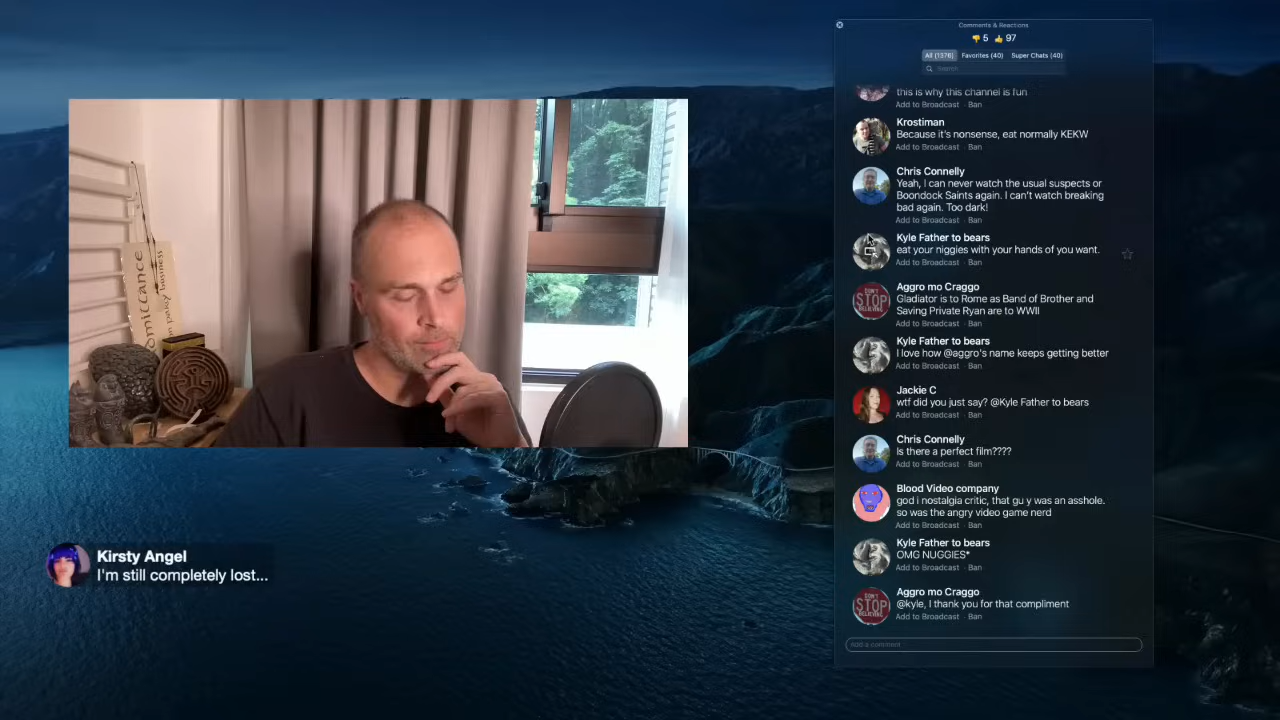 Comments & Reactions
👎 5 👍 97
All (1376) Favorites (40) Super Chats (40)
Search
this is why this channel is fun
Add to Broadcast · Ban
Krostiman
Because it's nonsense, eat normally KEKW
Add to Broadcast · Ban
Chris Connelly
Yeah, I can never watch the usual suspects or
Boondock Saints again. I can't watch breaking
bad again. Too dark!
Add to Broadcast · Ban
Kyle Father to bears
eat your niggies with your hands of you want.
Add to Broadcast · Ban
Aggro mo Craggo
Gladiator is to Rome as Band of Brother and
Saving Private Ryan are to WWII
Add to Broadcast · Ban
Kyle Father to bears
I love how @aggro's name keeps getting better
Add to Broadcast · Ban
Jackie C
wtf did you just say? @Kyle Father to bears
Add to Broadcast · Ban
Chris Connelly
Is there a perfect film????
Add to Broadcast · Ban
Blood Video company
god i nostalgia critic, that gu y was an asshole.
so was the angry video game nerd
Add to Broadcast · Ban
Kyle Father to bears
OMG NUGGIES*
Add to Broadcast · Ban
DON'T
STOP
BELIEVING
Aggro mo Craggo
@kyle, I thank you for that compliment
Add to Broadcast · Ban
Add a comment
Kirsty Angel
I'm still completely lost...